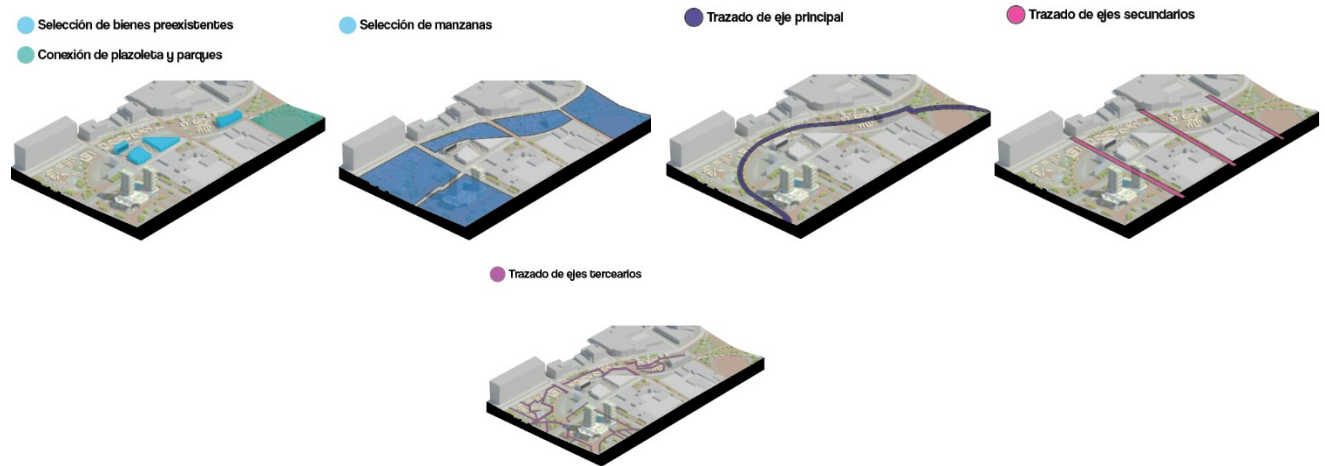 Selección de bienes preexistentes
Conexión de plazoleta y parques
Selección de manzanas
Trazado de eje principal
Trazado de ejes secundarios
Trazado de ejes tercearios